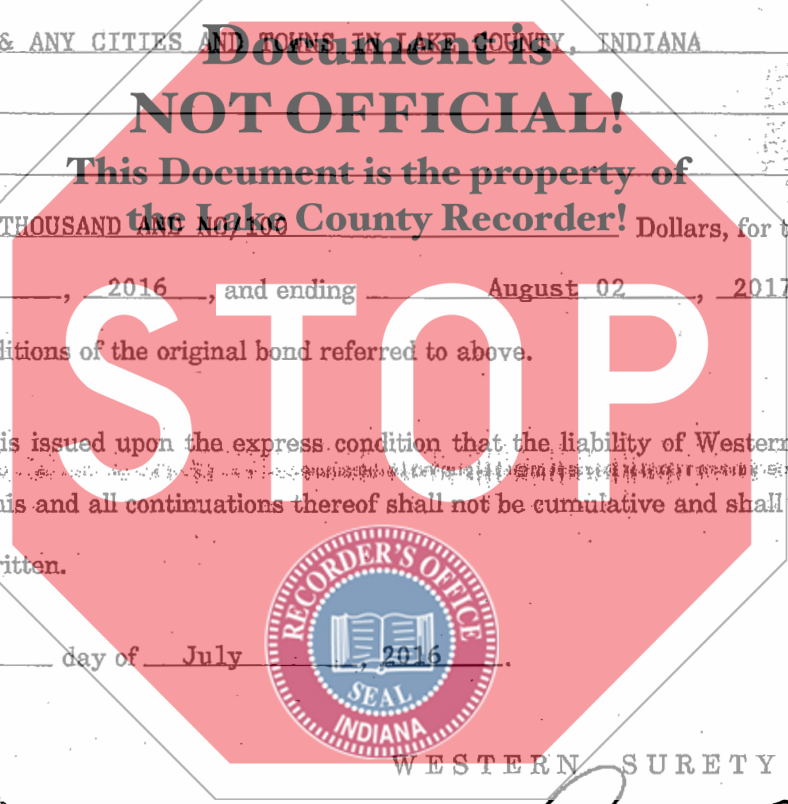 & ANY CITIES AND TOWNS IN LAKE COUNTY, INDIANA
Document is
NOT OFFICIAL!
This Document is the property of
the Lake County Recorder!
THOUSAND AND NO/100 Dollars, for t
, 2016, and ending August 02, 2017
ditions of the original bond referred to above.
STOP
is issued upon the express condition that the liability of Western
his and all continuations thereof shall not be cumulative and shall
ritten.
RECORDER'S OFFICE
day of July, 2016.
SEAL
INDIANA
WESTERN SURETY